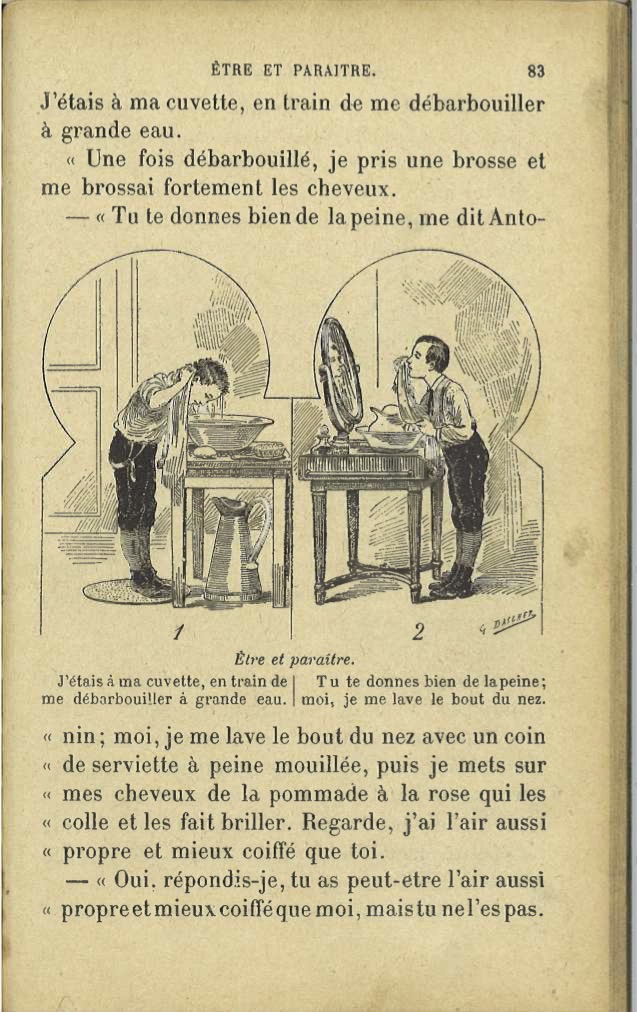 ÊTRE ET PARAITRE. 83
J'étais à ma cuvette, en train de me débarbouiller
à grande eau.
« Une fois débarbouillé, je pris une brosse et
me brossai fortement les cheveux.
— « Tu te donnes bien de la peine, me dit Anto-
1
2
G. DASCHER
Être et paraître.
J'étais à ma cuvette, en train de
me débarbouiller à grande eau.
Tu te donnes bien de la peine;
moi, je me lave le bout du nez.
« nin; moi, je me lave le bout du nez avec un coin
« de serviette à peine mouillée, puis je mets sur
« mes cheveux de la pommade à la rose qui les
« colle et les fait briller. Regarde, j'ai l'air aussi
« propre et mieux coiffé que toi.
— « Oui, répondis-je, tu as peut-etre l'air aussi
« propre et mieux coiffé que moi, mais tu ne l'es pas.